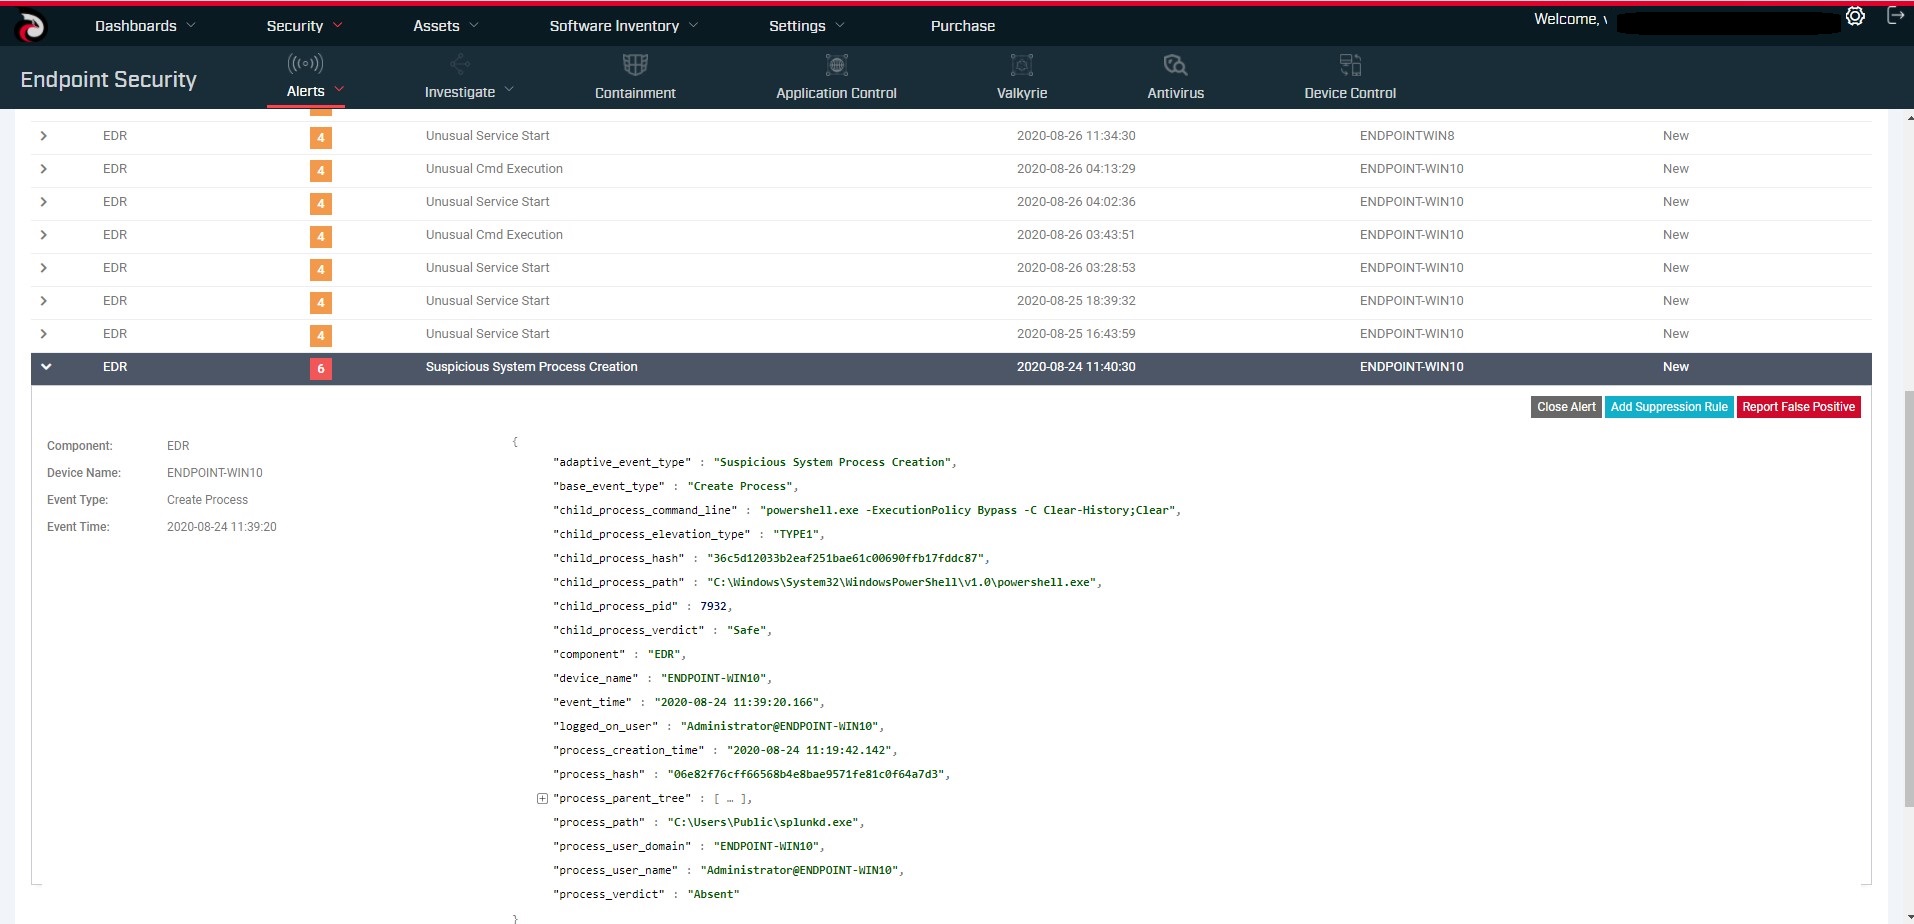 Dashboards Security Assets Software Inventory Settings Purchase Welcome,
Endpoint Security Alerts Investigate Containment Application Control Valkyrie Antivirus Device Control
EDR 4 Unusual Service Start 2020-08-26 11:34:30 ENDPOINTWIN8 New
EDR 4 Unusual Cmd Execution 2020-08-26 04:13:29 ENDPOINT-WIN10 New
EDR 4 Unusual Service Start 2020-08-26 04:02:36 ENDPOINT-WIN10 New
EDR 4 Unusual Cmd Execution 2020-08-26 03:43:51 ENDPOINT-WIN10 New
EDR 4 Unusual Service Start 2020-08-26 03:28:53 ENDPOINT-WIN10 New
EDR 4 Unusual Service Start 2020-08-25 18:39:32 ENDPOINT-WIN10 New
EDR 4 Unusual Service Start 2020-08-25 16:43:59 ENDPOINT-WIN10 New
EDR 6 Suspicious System Process Creation 2020-08-24 11:40:30 ENDPOINT-WIN10 New
Close Alert Add Suppression Rule Report False Positive
Component: EDR
Device Name: ENDPOINT-WIN10
Event Type: Create Process
Event Time: 2020-08-24 11:39:20
{
"adaptive_event_type" : "Suspicious System Process Creation",
"base_event_type" : "Create Process",
"child_process_command_line" : "powershell.exe -ExecutionPolicy Bypass -C Clear-History;Clear",
"child_process_elevation_type" : "TYPE1",
"child_process_hash" : "36c5d12033b2eaf251bae61c00690ffb17fddc87",
"child_process_path" : "C:\Windows\System32\WindowsPowerShell\v1.0\powershell.exe",
"child_process_pid" : 7932,
"child_process_verdict" : "Safe",
"component" : "EDR",
"device_name" : "ENDPOINT-WIN10",
"event_time" : "2020-08-24 11:39:20.166",
"logged_on_user" : "Administrator@ENDPOINT-WIN10",
"process_creation_time" : "2020-08-24 11:19:42.142",
"process_hash" : "06e82f76cff66568b4e8bae9571fe81c0f64a7d3",
"process_parent_tree" : [ … ],
"process_path" : "C:\Users\Public\splunkd.exe",
"process_user_domain" : "ENDPOINT-WIN10",
"process_user_name" : "Administrator@ENDPOINT-WIN10",
"process_verdict" : "Absent"
}